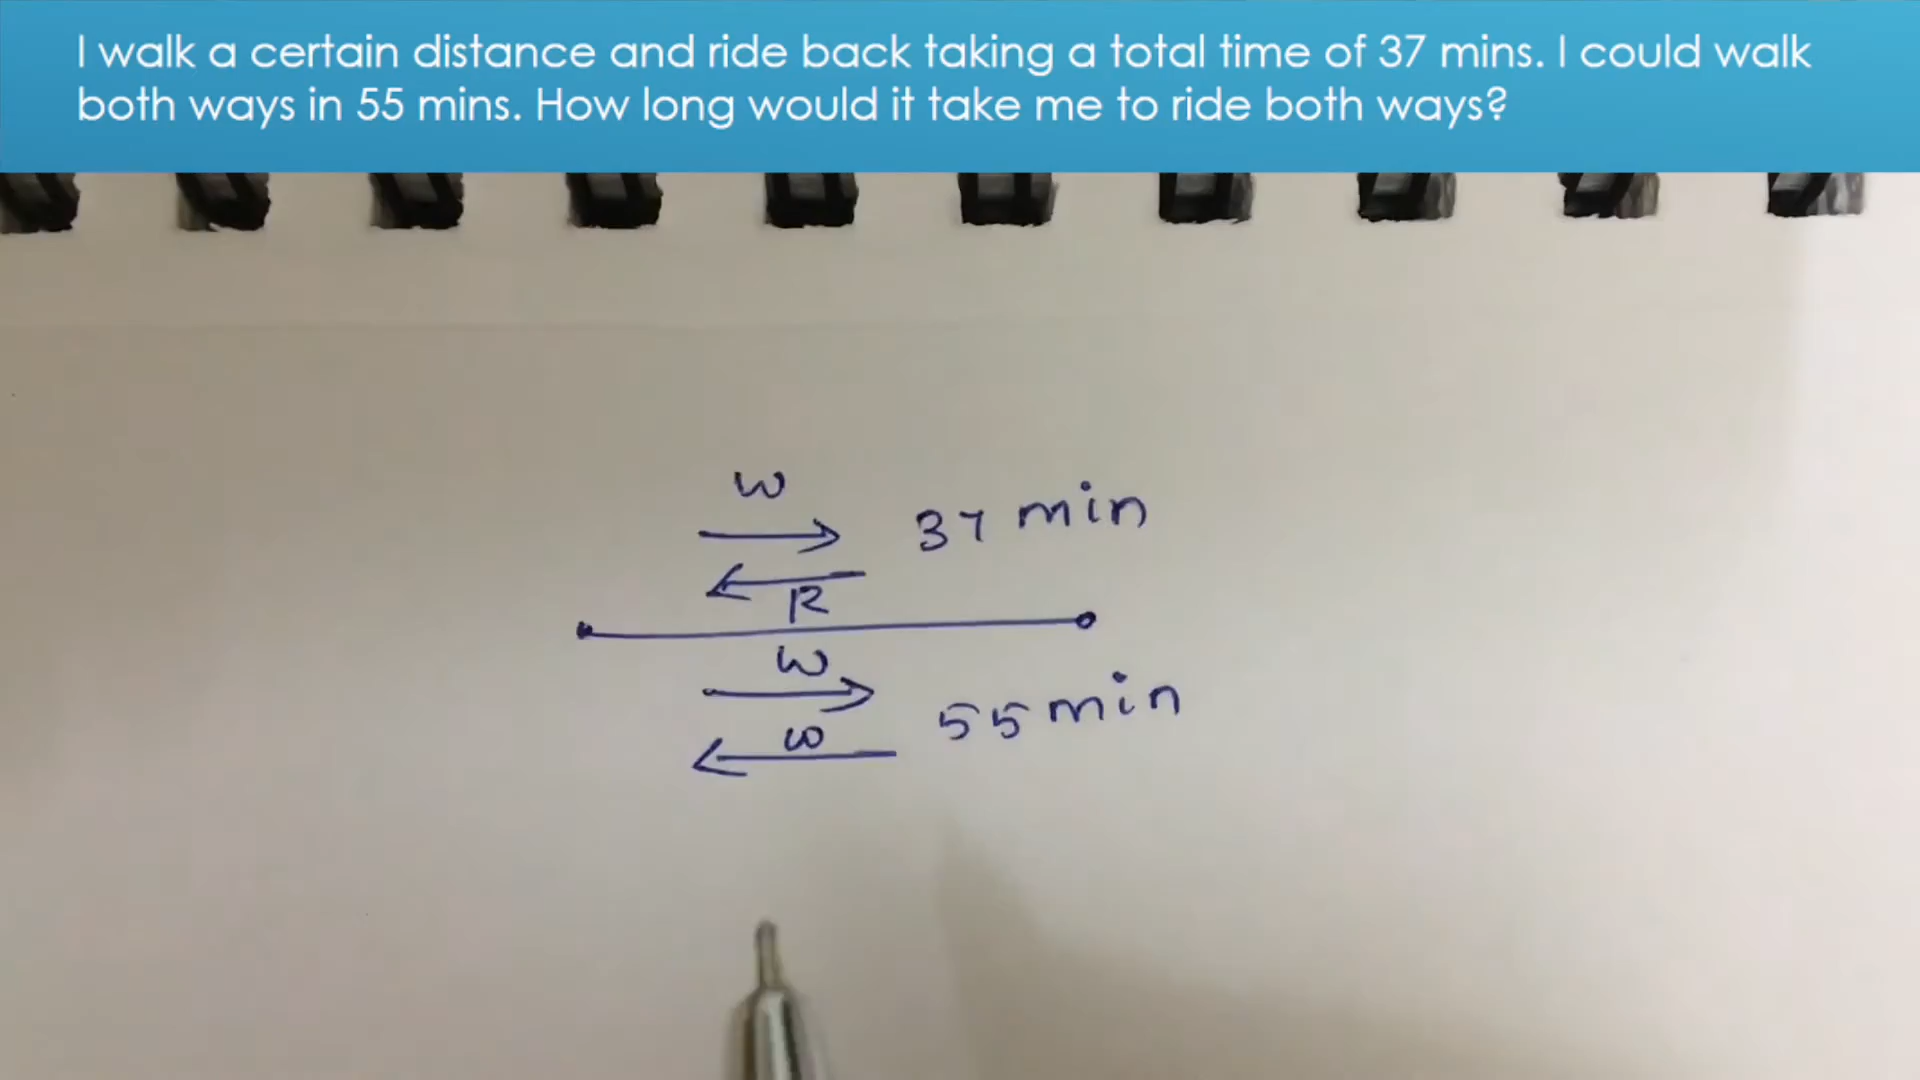 I walk a certain distance and ride back taking a total time of 37 mins. I could walk
both ways in 55 mins. How long would it take me to ride both ways?
W
37 min
R
W
55 min
W